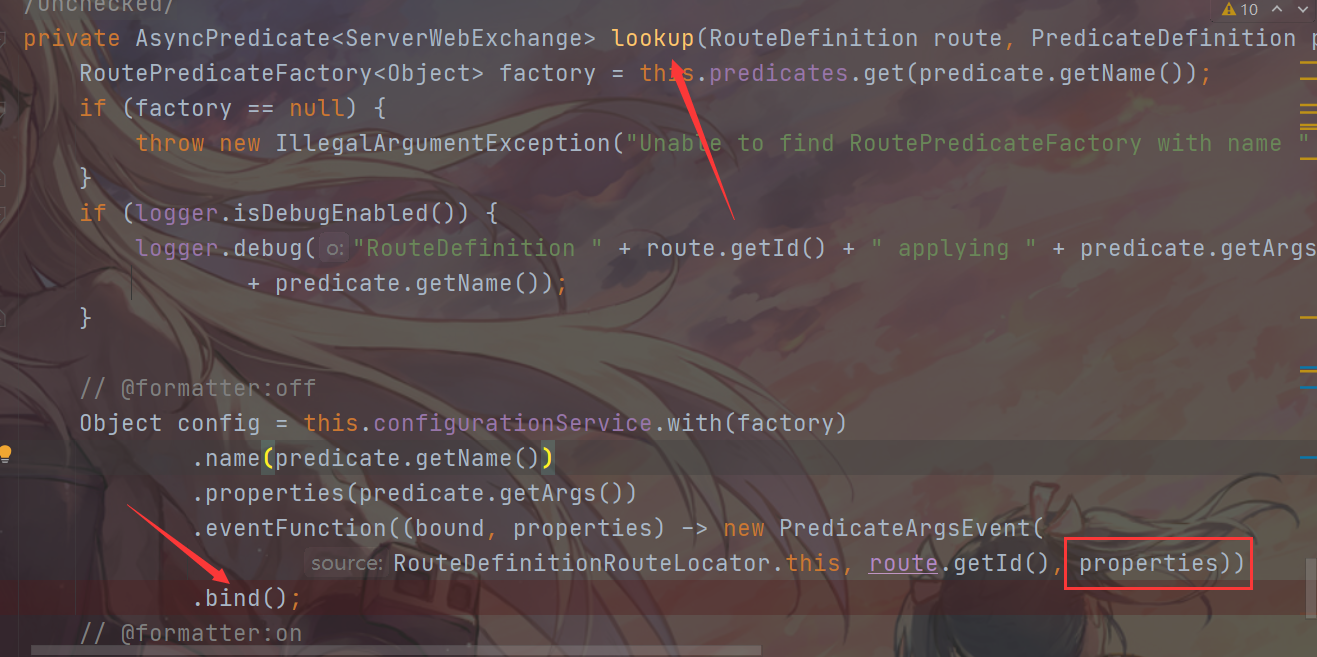 /unchecked/
10
private AsyncPredicate<ServerWebExchange> lookup(RouteDefinition route, PredicateDefinition p
RoutePredicateFactory<Object> factory = this.predicates.get(predicate.getName());
if (factory == null) {
throw new IllegalArgumentException("Unable to find RoutePredicateFactory with name "
}
if (logger.isDebugEnabled()) {
logger.debug( o: "RouteDefinition " + route.getId() + " applying " + predicate.getArgs
+ predicate.getName());
}
// @formatter:off
Object config = this.configurationService.with(factory)
.name(predicate.getName())
.properties(predicate.getArgs())
.eventFunction((bound, properties) -> new PredicateArgsEvent(
source: RouteDefinitionRouteLocator.this, route.getId(), properties))
.bind();
// @formatter:on